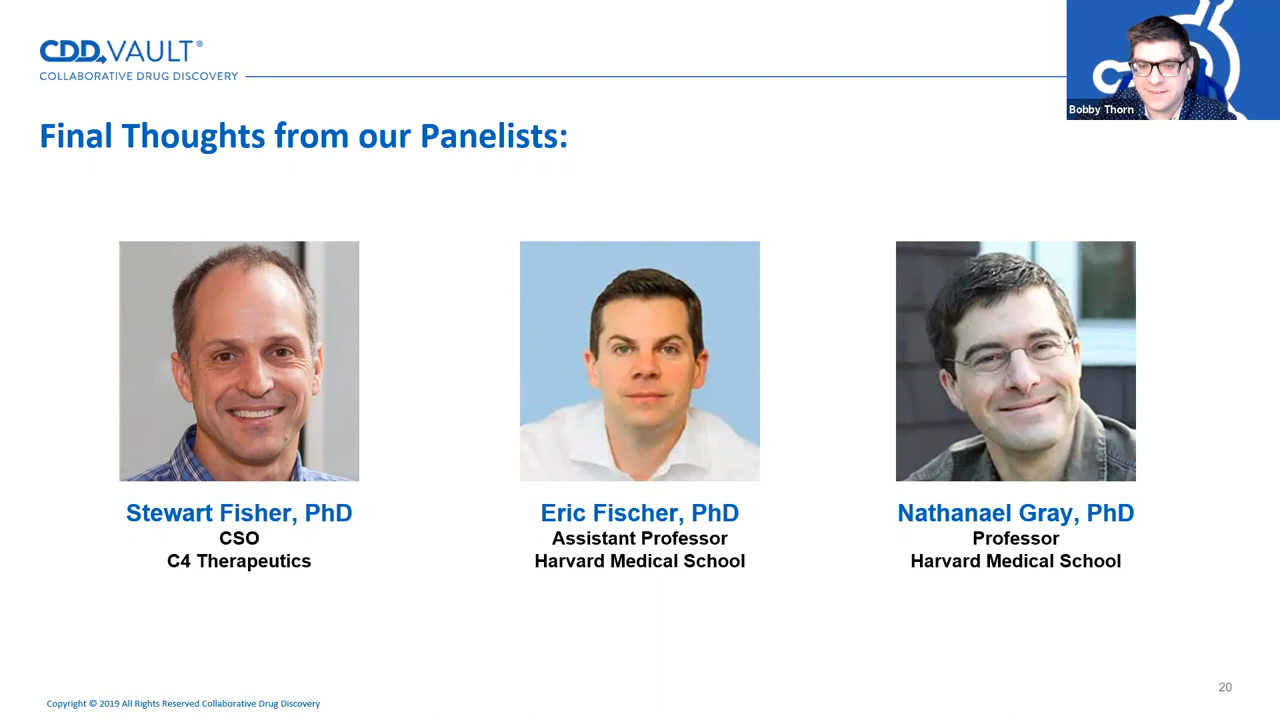 CDD VAULT®
COLLABORATIVE DRUG DISCOVERY
Bobby Thorn
Final Thoughts from our Panelists:
Stewart Fisher, PhD
CSO
C4 Therapeutics
Eric Fischer, PhD
Assistant Professor
Harvard Medical School
Nathanael Gray, PhD
Professor
Harvard Medical School
20
Copyright © 2019 All Rights Reserved Collaborative Drug Discovery